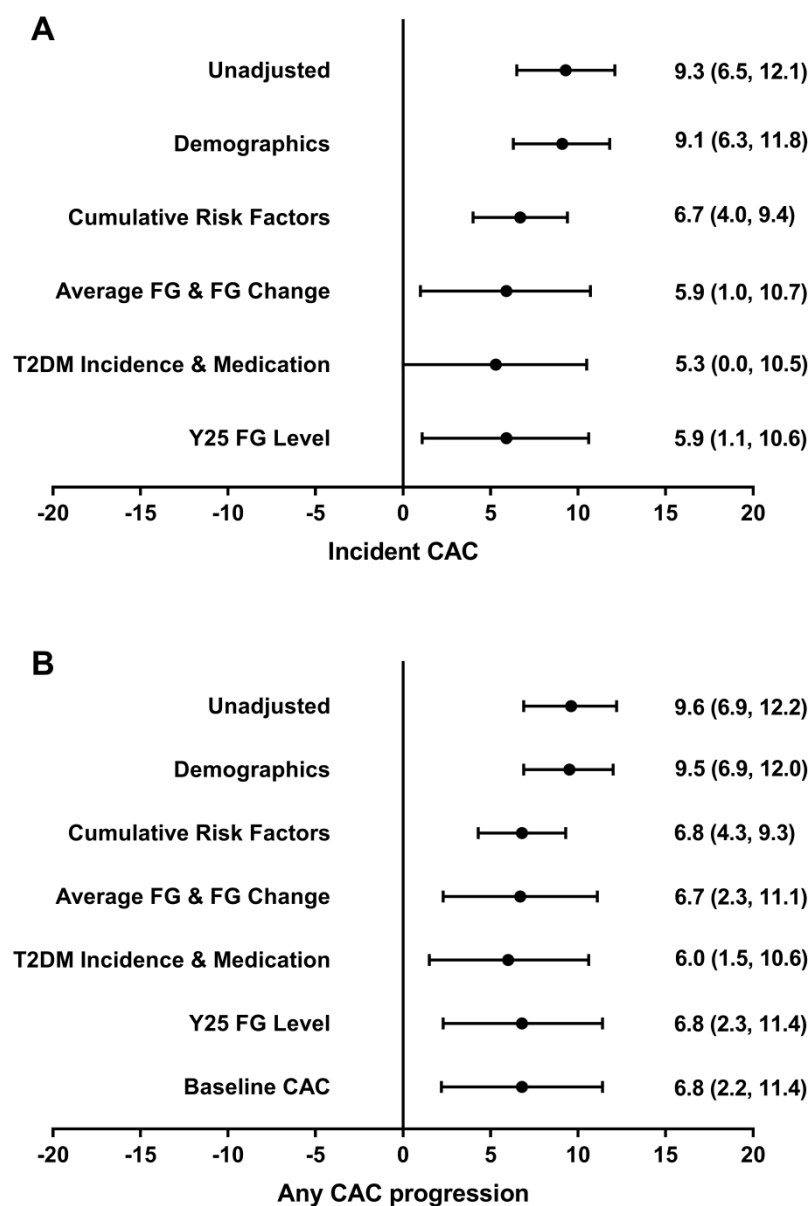 A
Unadjusted 9.3 (6.5, 12.1)
Demographics 9.1 (6.3, 11.8)
Cumulative Risk Factors 6.7 (4.0, 9.4)
Average FG & FG Change 5.9 (1.0, 10.7)
T2DM Incidence & Medication 5.3 (0.0, 10.5)
Y25 FG Level 5.9 (1.1, 10.6)
-20 -15 -10 -5 0 5 10 15 20
Incident CAC
B
Unadjusted 9.6 (6.9, 12.2)
Demographics 9.5 (6.9, 12.0)
Cumulative Risk Factors 6.8 (4.3, 9.3)
Average FG & FG Change 6.7 (2.3, 11.1)
T2DM Incidence & Medication 6.0 (1.5, 10.6)
Y25 FG Level 6.8 (2.3, 11.4)
Baseline CAC 6.8 (2.2, 11.4)
-20 -15 -10 -5 0 5 10 15 20
Any CAC progression